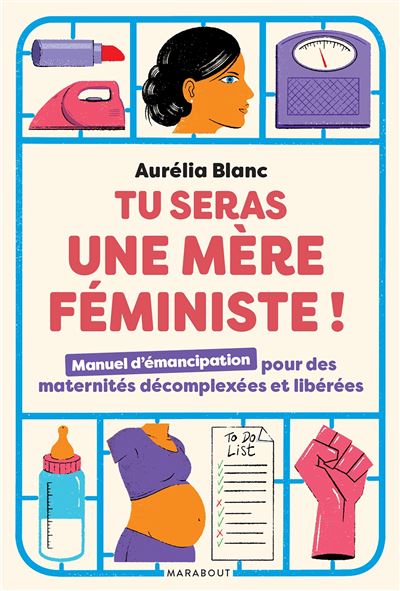 Aurélia Blanc
TU SERAS
UNE MÈRE
FÉMINISTE !
Manuel d'émancipation pour des
maternités décomplexées et libérées
To Do
List
MARABOUT